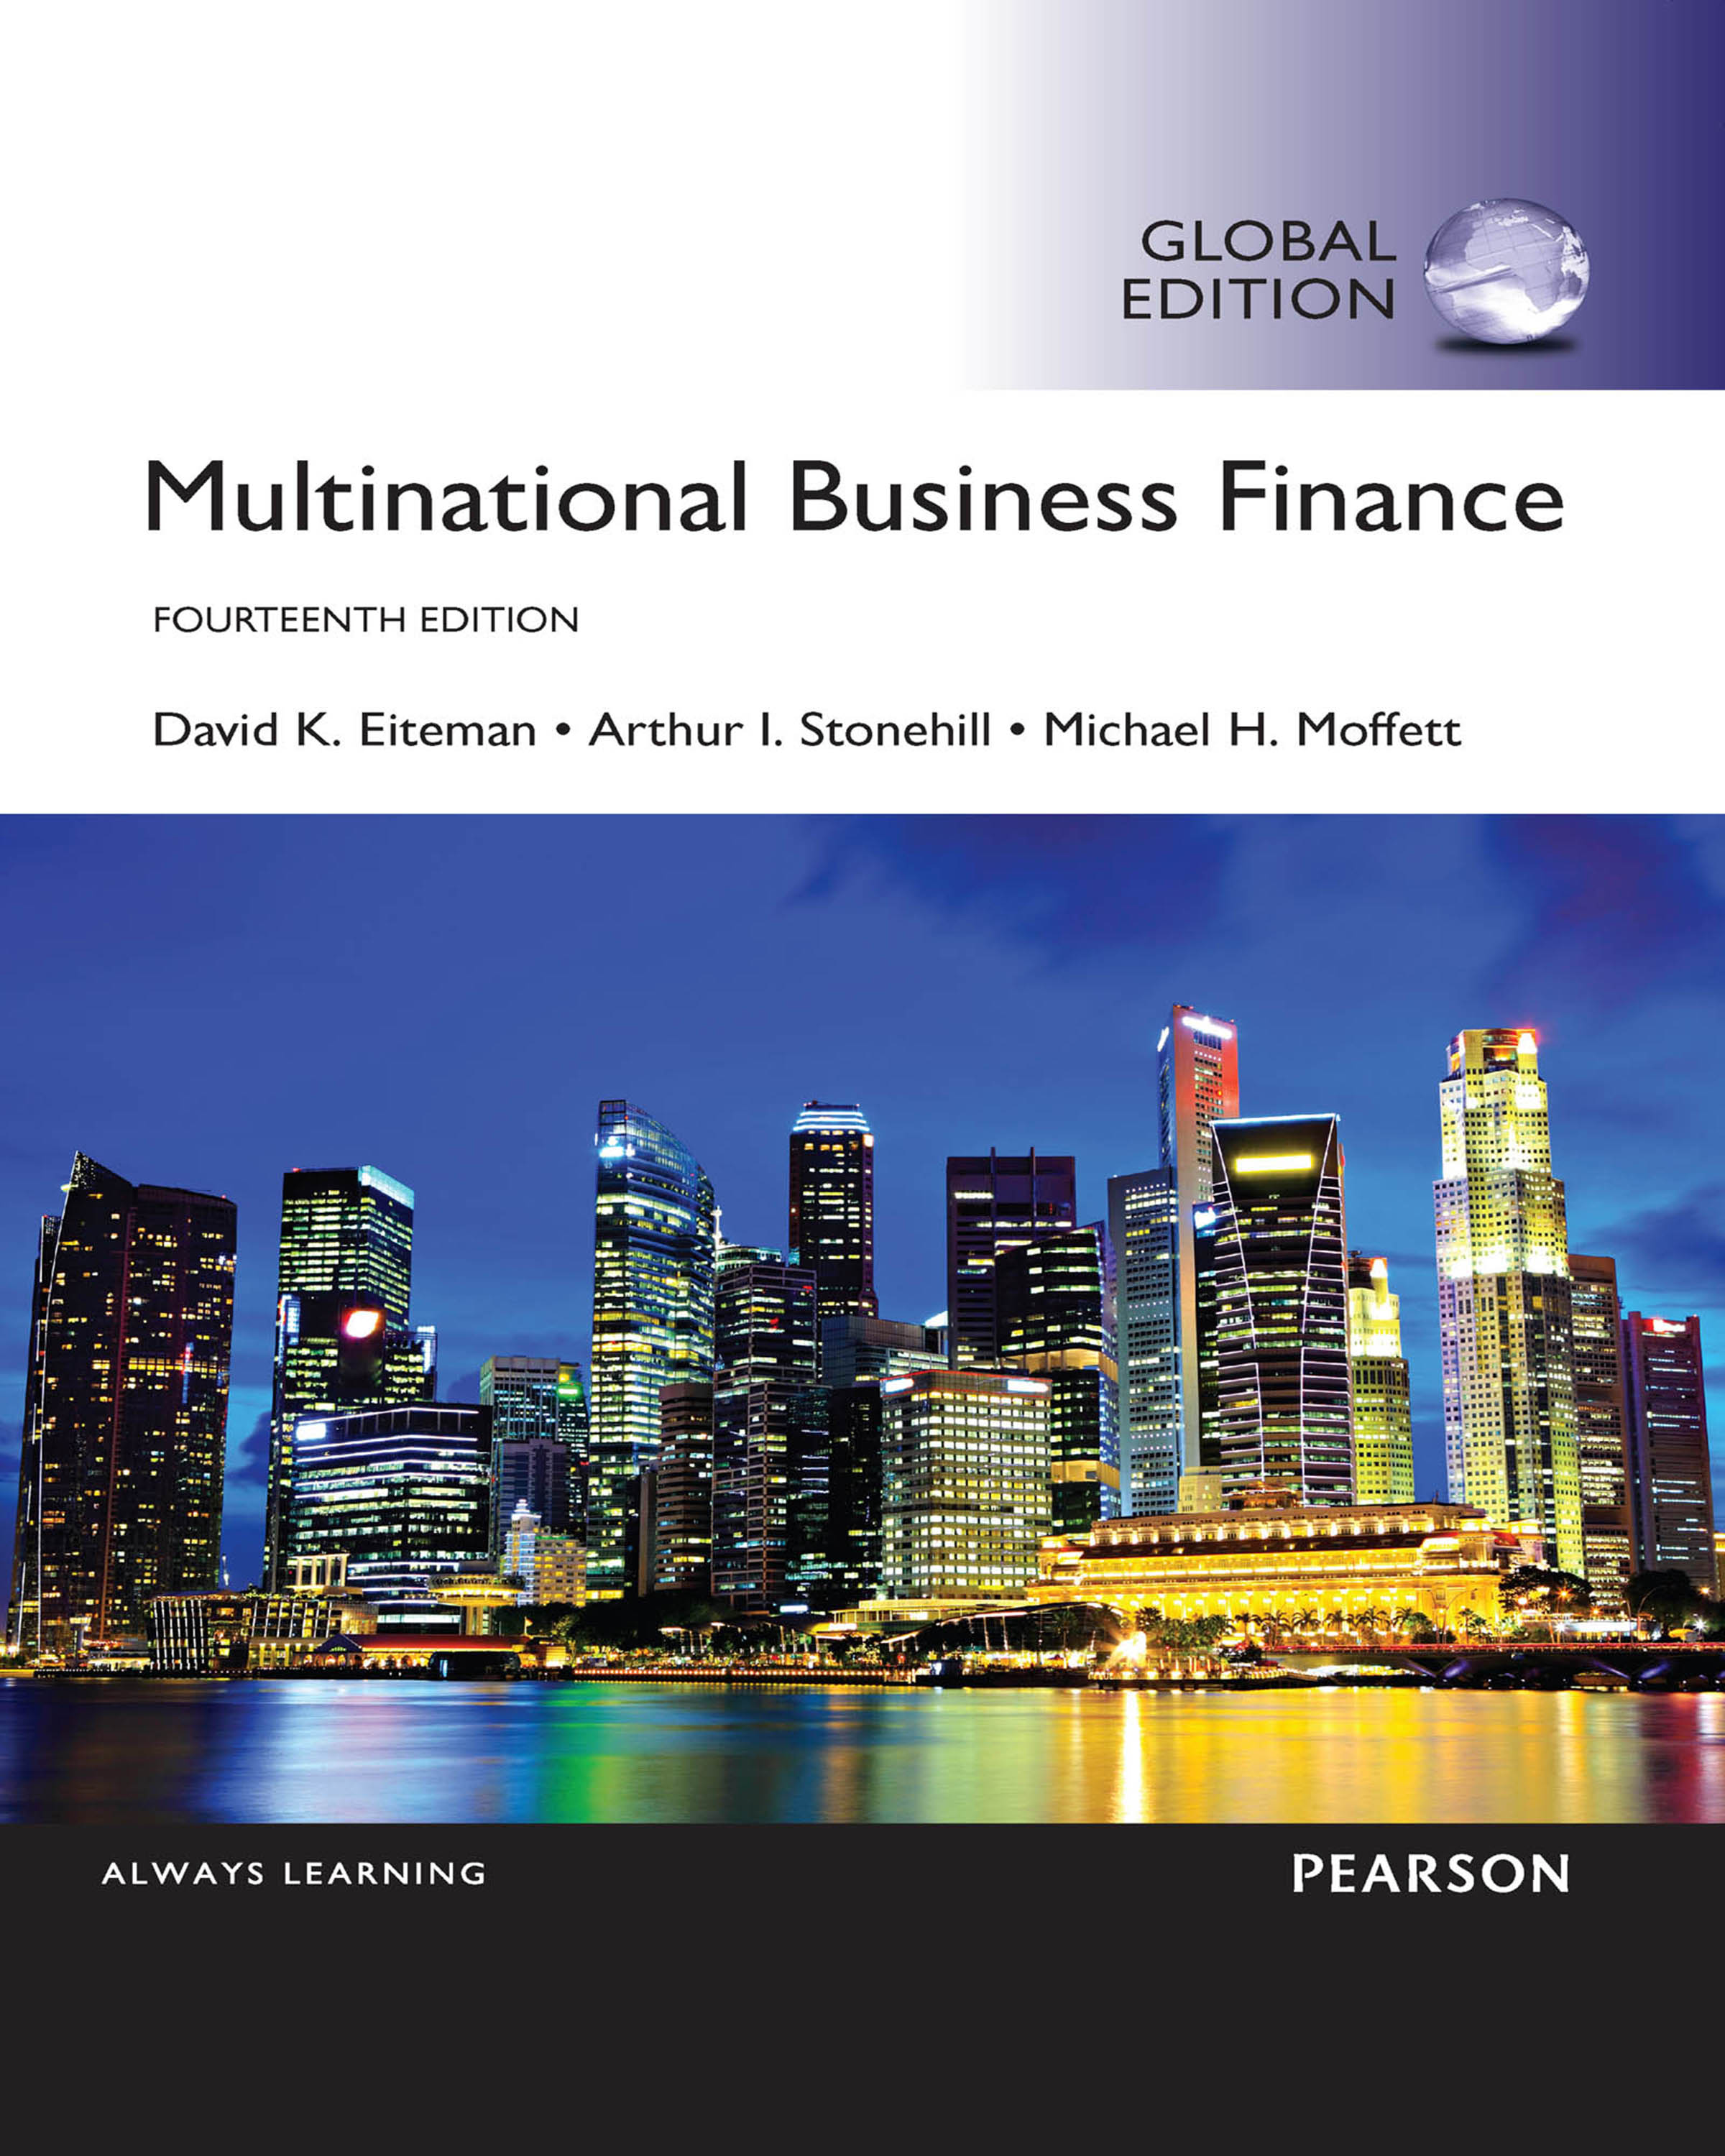 GLOBAL
EDITION
Multinational Business Finance
FOURTEENTH EDITION
David K. Eiteman • Arthur I. Stonehill • Michael H. Moffett
ALWAYS LEARNING
PEARSON